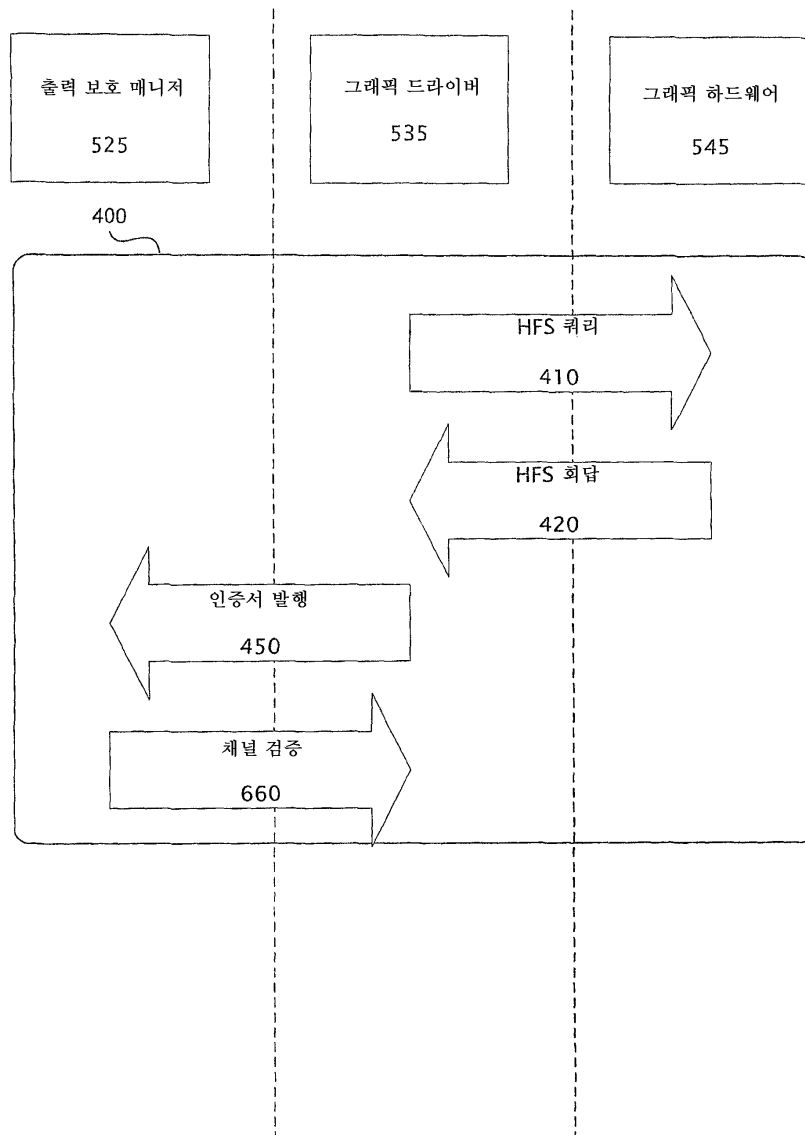 출력 보호 매니저
525
그래픽 드라이버
535
그래픽 하드웨어
545
400
HFS 쿼리
410
HFS 회답
420
인증서 발행
450
채널 검증
660